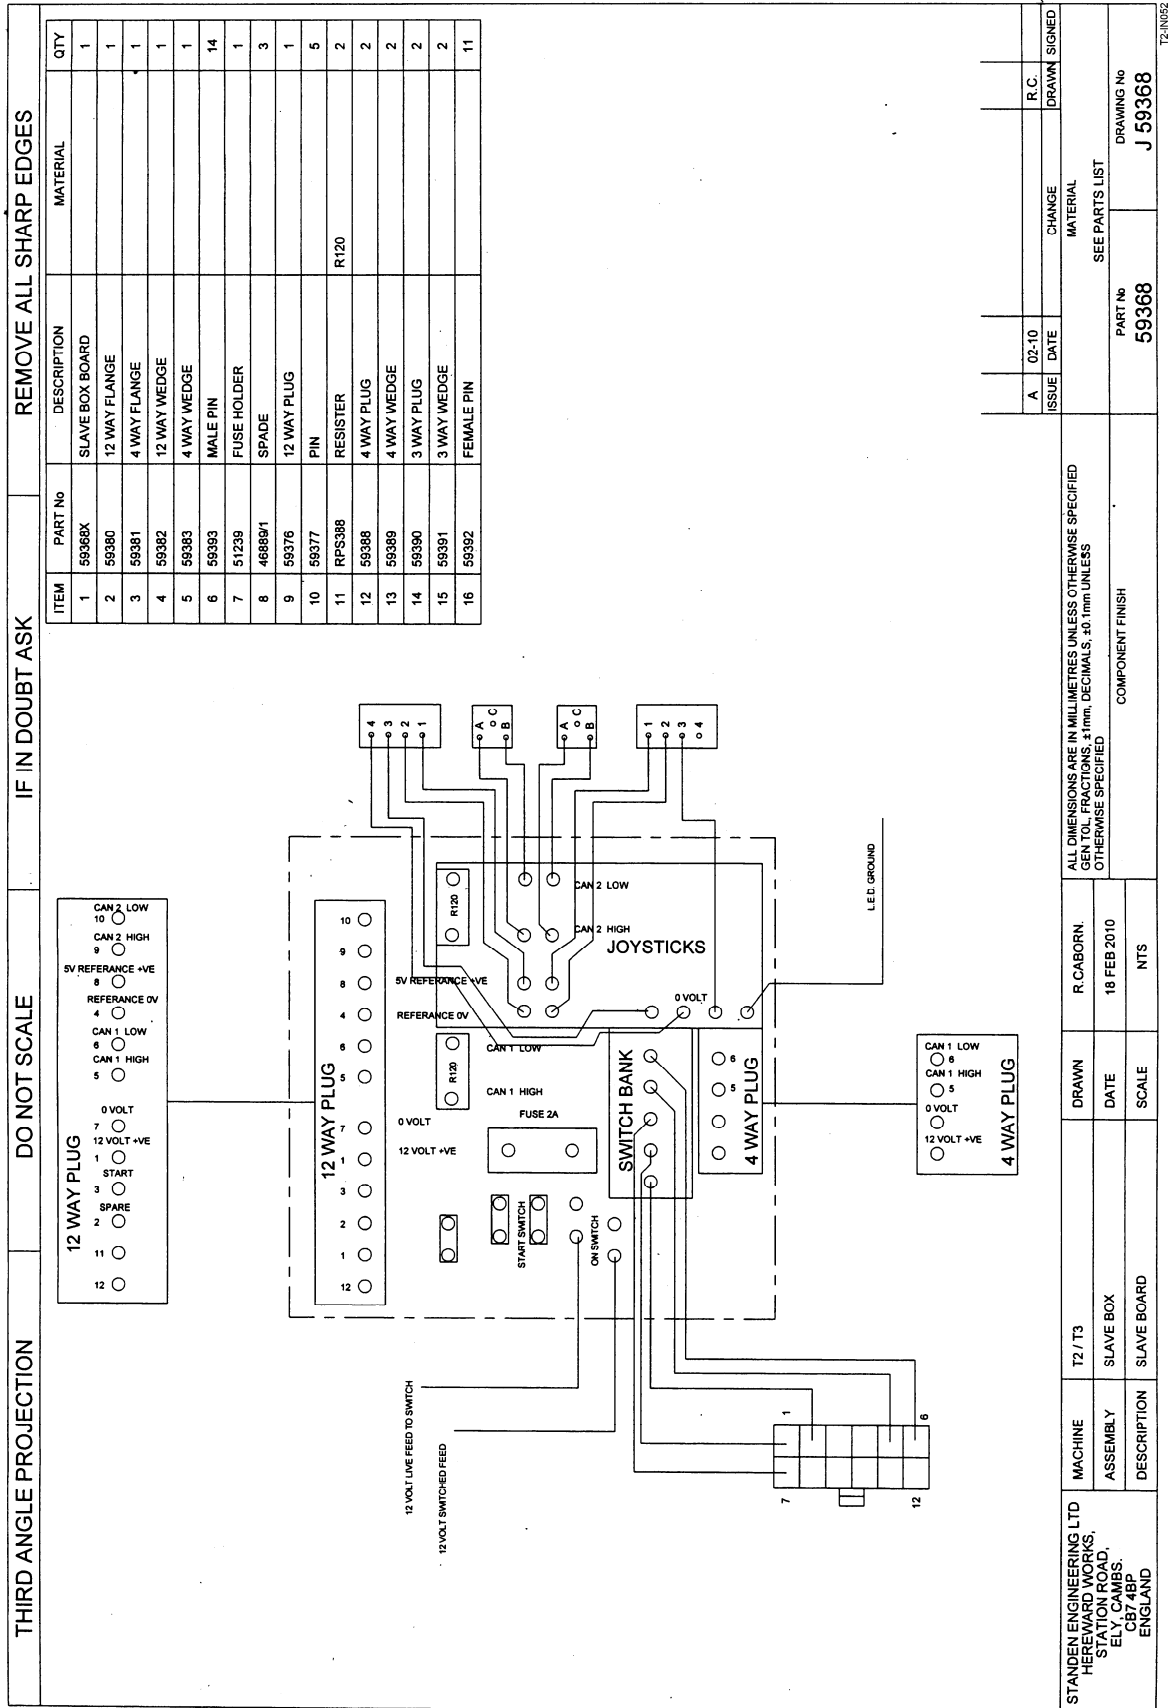 THIRD ANGLE PROJECTION
DO NOT SCALE
IF IN DOUBT ASK
REMOVE ALL SHARP EDGES
ITEM PART No DESCRIPTION MATERIAL QTY
1 59368X SLAVE BOX BOARD 1
2 59380 12 WAY FLANGE 1
3 59381 4 WAY FLANGE 1
4 59382 12 WAY WEDGE 1
5 59383 4 WAY WEDGE 1
6 59393 MALE PIN 14
7 51239 FUSE HOLDER 1
8 46889/1 SPADE 3
9 59376 12 WAY PLUG 1
10 59377 PIN 5
11 RPS388 RESISTER R120 2
12 59388 4 WAY PLUG 2
13 59389 4 WAY WEDGE 2
14 59390 3 WAY PLUG 2
15 59391 3 WAY WEDGE 2
16 59392 FEMALE PIN 11
12 WAY PLUG
12
11
2 SPARE
3 START
1 12 VOLT +VE
7 0 VOLT
5 CAN 1 HIGH
6 CAN 1 LOW
4 REFERANCE 0V
8 5V REFERANCE +VE
9 CAN 2 HIGH
10 CAN 2 LOW
12 WAY PLUG
12
1
2
3
1
7
5
6
4
8
9
10
12 VOLT +VE
0 VOLT
CAN 1 HIGH
CAN 1 LOW
REFERANCE 0V
5V REFERANCE +VE
R120
R120
FUSE 2A
START SWITCH
ON SWITCH
CAN 2 HIGH
CAN 2 LOW
JOYSTICKS
0 VOLT
SWITCH BANK
4 WAY PLUG
5
6
4
3
2
1
A
C
B
A
C
B
1
2
3
4
L.E.D. GROUND
12 VOLT LIVE FEED TO SWITCH
12 VOLT SWITCHED FEED
7
1
12
6
4 WAY PLUG
12 VOLT +VE
0 VOLT
CAN 1 HIGH
5
CAN 1 LOW
6
STANDEN ENGINEERING LTD
HEREWARD WORKS,
STATION ROAD,
ELY, CAMBS.
CB7 4BP
ENGLAND
MACHINE T2 / T3
ASSEMBLY SLAVE BOX
DESCRIPTION SLAVE BOARD
DRAWN R.CABORN.
DATE 18 FEB 2010
SCALE NTS
ALL DIMENSIONS ARE IN MILLIMETRES UNLESS OTHERWISE SPECIFIED
GEN TOL, FRACTIONS, ±1mm, DECIMALS, ±0.1mm UNLESS
OTHERWISE SPECIFIED
COMPONENT FINISH
A 02-10 R.C.
ISSUE DATE CHANGE DRAWN SIGNED
MATERIAL
SEE PARTS LIST
PART No
59368
DRAWING No
J 59368
T2-IN052